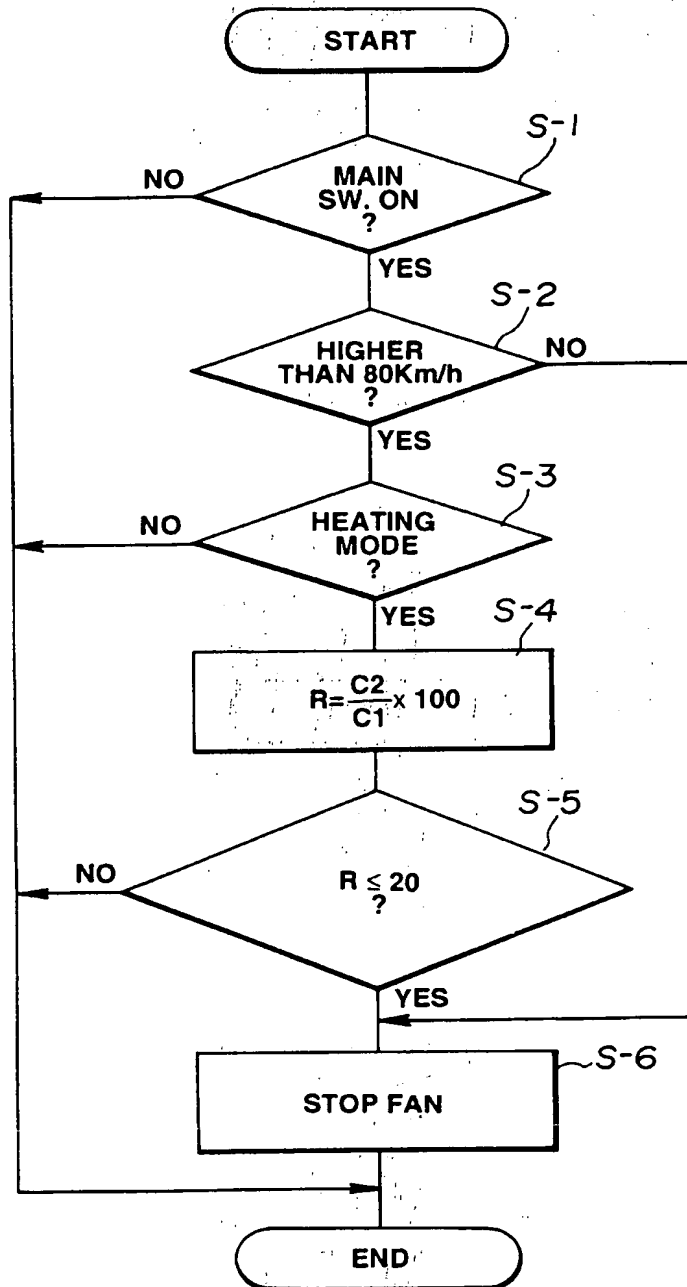 START
S-1
NO
MAIN
SW. ON
?
YES
S-2
HIGHER
THAN 80Km/h
?
NO
YES
S-3
NO
HEATING
MODE
?
YES
S-4
R= C2/C1 x 100
S-5
NO
R ≤ 20
?
YES
S-6
STOP FAN
END